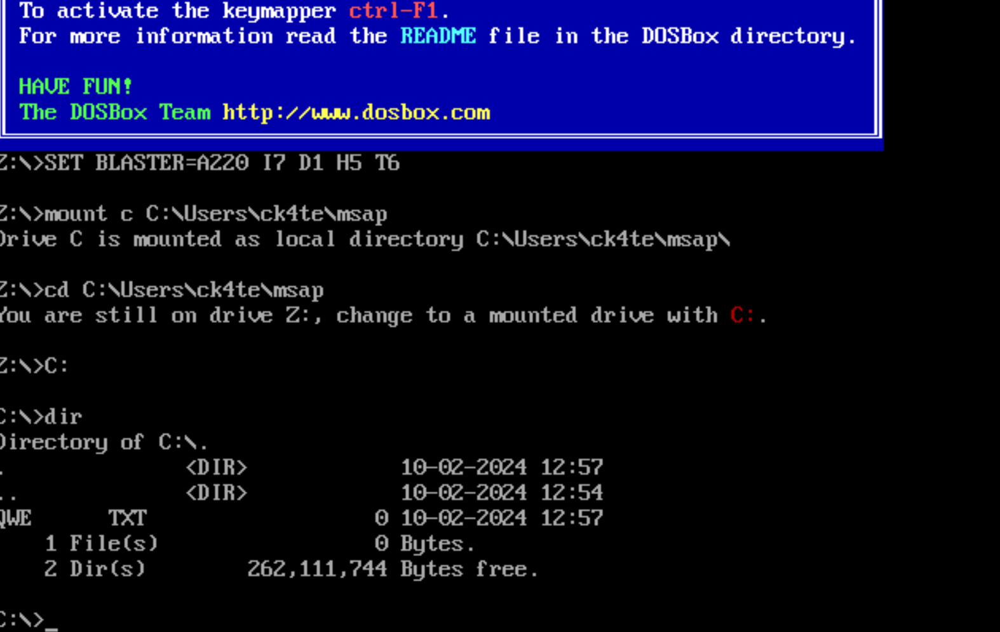 To activate the keymapper ctrl-F1.
For more information read the README file in the DOSBox directory.
HAVE FUN!
The DOSBox Team http://www.dosbox.com
Z:\>SET BLASTER=A220 I7 D1 H5 T6
Z:\>mount c C:\Users\ck4te\msap
Drive C is mounted as local directory C:\Users\ck4te\msap\
Z:\>cd C:\Users\ck4te\msap
You are still on drive Z:, change to a mounted drive with C:.
Z:\>C:
C:\>dir
Directory of C:\.
. <DIR> 10-02-2024 12:57
.. <DIR> 10-02-2024 12:54
QWE TXT 0 10-02-2024 12:57
1 File(s) 0 Bytes.
2 Dir(s) 262,111,744 Bytes free.
C:\>_